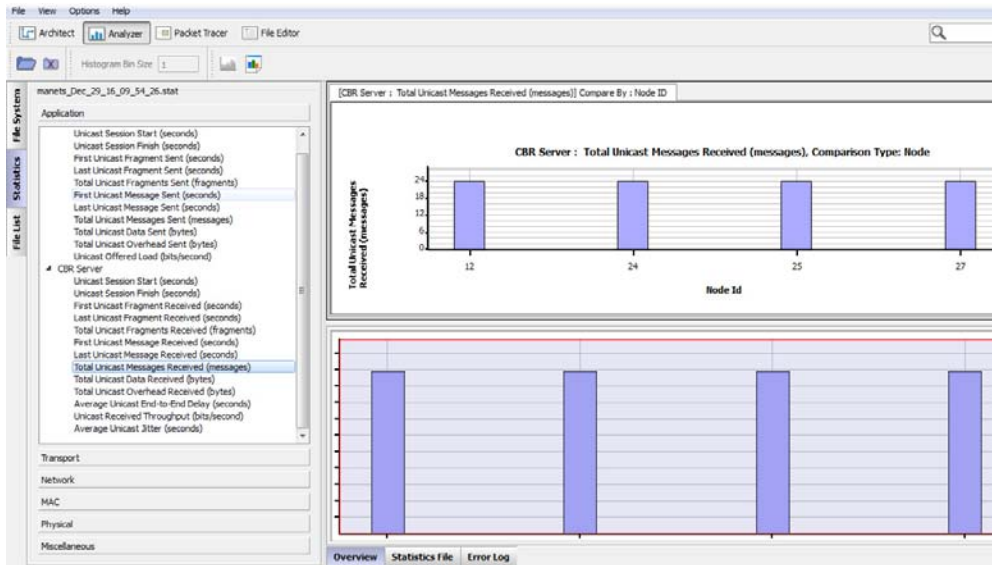 File View Options Help
Architect Analyzer Packet Tracer File Editor
Histogram Bin Size 1
File System
Statistics
File List
manets_Dec_29_16_09_54_26.stat
Application
Unicast Session Start (seconds)
Unicast Session Finish (seconds)
First Unicast Fragment Sent (seconds)
Last Unicast Fragment Sent (seconds)
Total Unicast Fragments Sent (fragments)
First Unicast Message Sent (seconds)
Last Unicast Message Sent (seconds)
Total Unicast Messages Sent (messages)
Total Unicast Data Sent (bytes)
Total Unicast Overhead Sent (bytes)
Unicast Offered Load (bits/second)
CBR Server
Unicast Session Start (seconds)
Unicast Session Finish (seconds)
First Unicast Fragment Received (seconds)
Last Unicast Fragment Received (seconds)
Total Unicast Fragments Received (fragments)
First Unicast Message Received (seconds)
Last Unicast Message Received (seconds)
Total Unicast Messages Received (messages)
Total Unicast Data Received (bytes)
Total Unicast Overhead Received (bytes)
Average Unicast End-to-End Delay (seconds)
Unicast Received Throughput (bits/second)
Average Unicast Jitter (seconds)
Transport
Network
MAC
Physical
Miscellaneous
[CBR Server : Total Unicast Messages Received (messages)] Compare By : Node ID
CBR Server : Total Unicast Messages Received (messages), Comparison Type: Node
Total Unicast Messages
Received (messages)
24
18
12
6
0
12 24 25 27
Node Id
Overview Statistics File Error Log